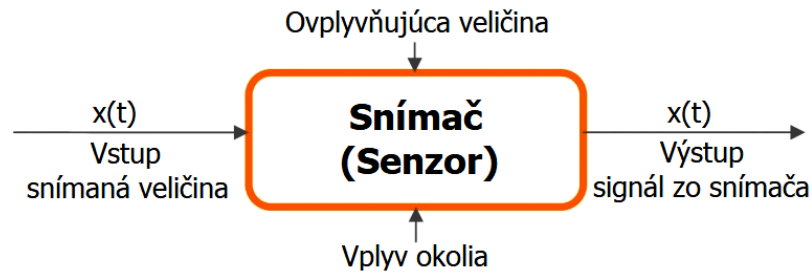 Ovplyvňujúca veličina
x(t)
Vstup
snímaná veličina
Snímač
(Senzor)
x(t)
Výstup
signál zo snímača
Vplyv okolia